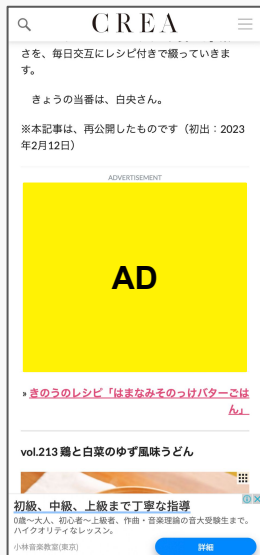 CREA
さを、毎日交互にレシピ付きで綴っていきま
す。
きょうの当番は、白央さん。
※本記事は、再公開したものです（初出：2023
年2月12日）
ADVERTISEMENT
AD
» きのうのレシピ「はまなみそのっけバターごは
ん」
vol.213 鶏と白菜のゆず風味うどん
初級、中級、上級まで丁寧な指導
0歳～大人、初心者～上級者、作曲・音楽理論の音大受験生まで。
ハイクオリティなレッスン。
小林音楽教室(東京)
詳細